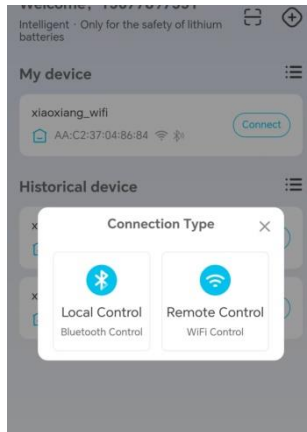 Intelligent · Only for the safety of lithium
batteries
My device
xiaoxiang_wifi
AA:C2:37:04:86:84
Connect
Historical device
Connection Type
Local Control
Bluetooth Control
Remote Control
WiFi Control